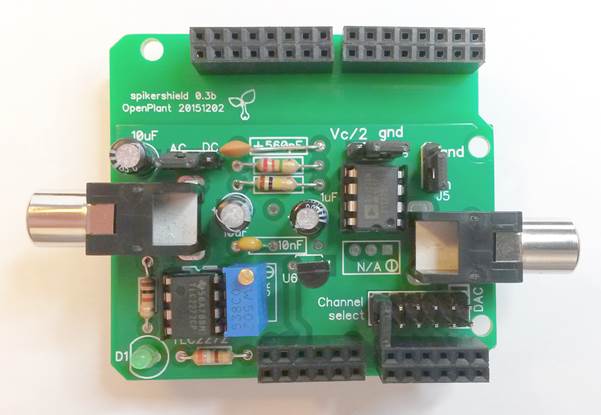 spikershield 0.3b
OpenPlant 20151202
10uF
AC DC
+560nF
Vc/2 gnd
gnd
1uF
J5
10nF
U6
N/A
Channel
select
DAC
TLC2272
D1